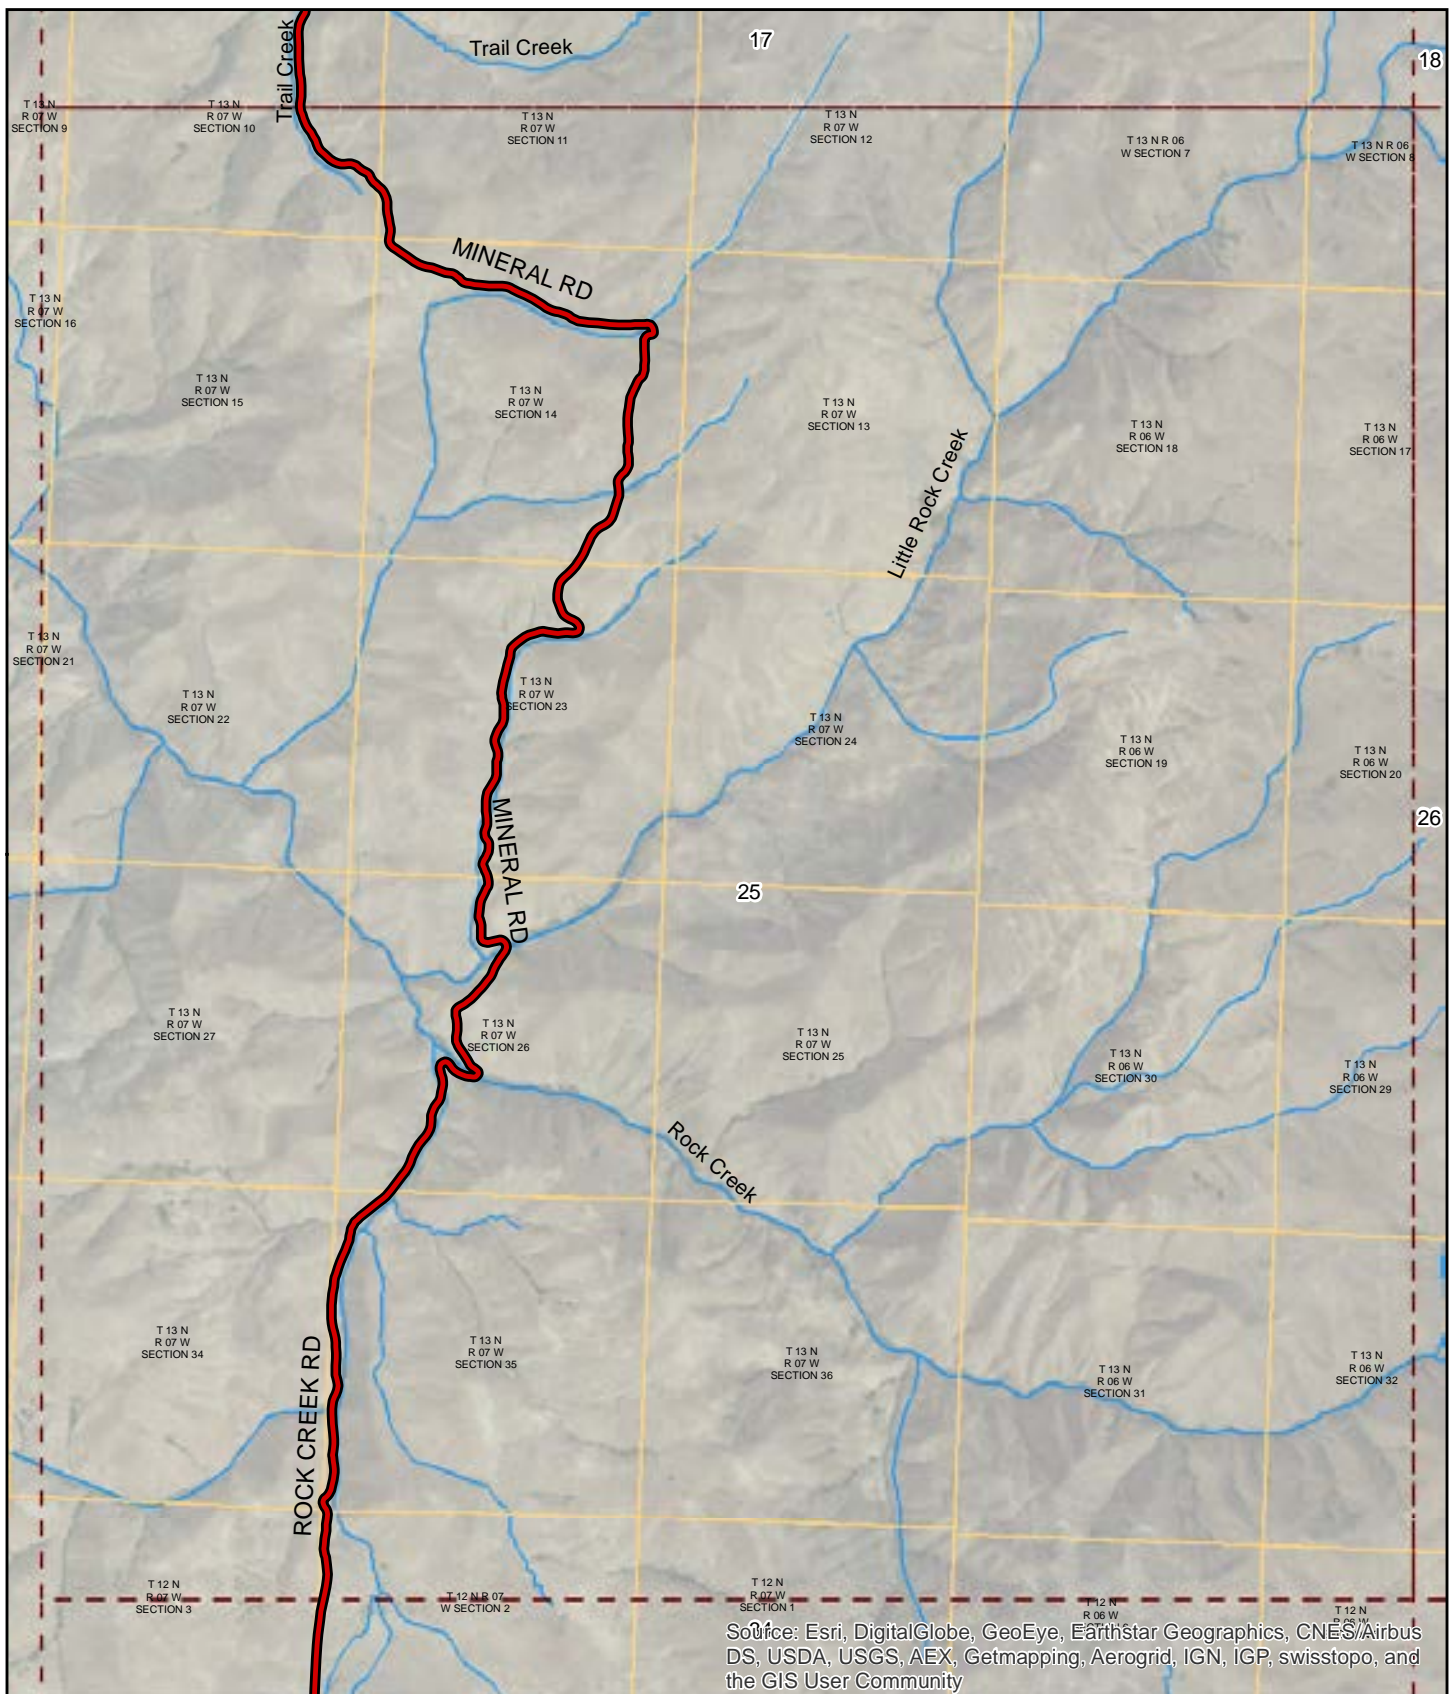 Trail Creek
Trail Creek
17
18
T 13 N
R 07 W
SECTION 9
T 13 N
R 07 W
SECTION 10
T 13 N
R 07 W
SECTION 11
T 13 N
R 07 W
SECTION 12
T 13 N R 06
W SECTION 7
T 13 N R 06
W SECTION 8
MINERAL RD
T 13 N
R 07 W
SECTION 16
T 13 N
R 07 W
SECTION 15
T 13 N
R 07 W
SECTION 14
T 13 N
R 07 W
SECTION 13
T 13 N
R 06 W
SECTION 18
T 13 N
R 06 W
SECTION 17
Little Rock Creek
T 13 N
R 07 W
SECTION 21
T 13 N
R 07 W
SECTION 22
T 13 N
R 07 W
SECTION 23
T 13 N
R 07 W
SECTION 24
T 13 N
R 06 W
SECTION 19
T 13 N
R 06 W
SECTION 20
26
MINERAL RD
25
T 13 N
R 07 W
SECTION 27
T 13 N
R 07 W
SECTION 26
T 13 N
R 07 W
SECTION 25
T 13 N
R 06 W
SECTION 30
T 13 N
R 06 W
SECTION 29
Rock Creek
T 13 N
R 07 W
SECTION 34
T 13 N
R 07 W
SECTION 35
T 13 N
R 07 W
SECTION 36
T 13 N
R 06 W
SECTION 31
T 13 N
R 06 W
SECTION 32
ROCK CREEK RD
T 12 N
R 07 W
SECTION 3
T 12 N R 07
W SECTION 2
T 12 N
R 07 W
SECTION 1
T 12 N
R 06 W
T 12 N
R 06 W
34
Source: Esri, DigitalGlobe, GeoEye, Earthstar Geographics, CNES/Airbus
DS, USDA, USGS, AEX, Getmapping, Aerogrid, IGN, IGP, swisstopo, and
the GIS User Community